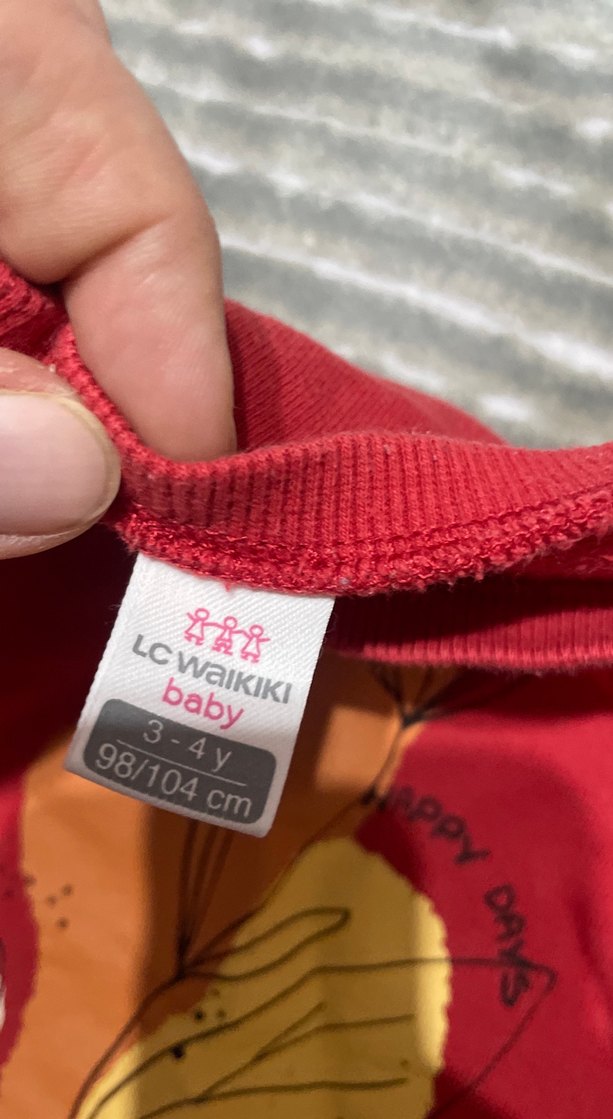 LC WAIKIKI
baby
3 - 4 y
98/104 cm
HAPPY DAYS